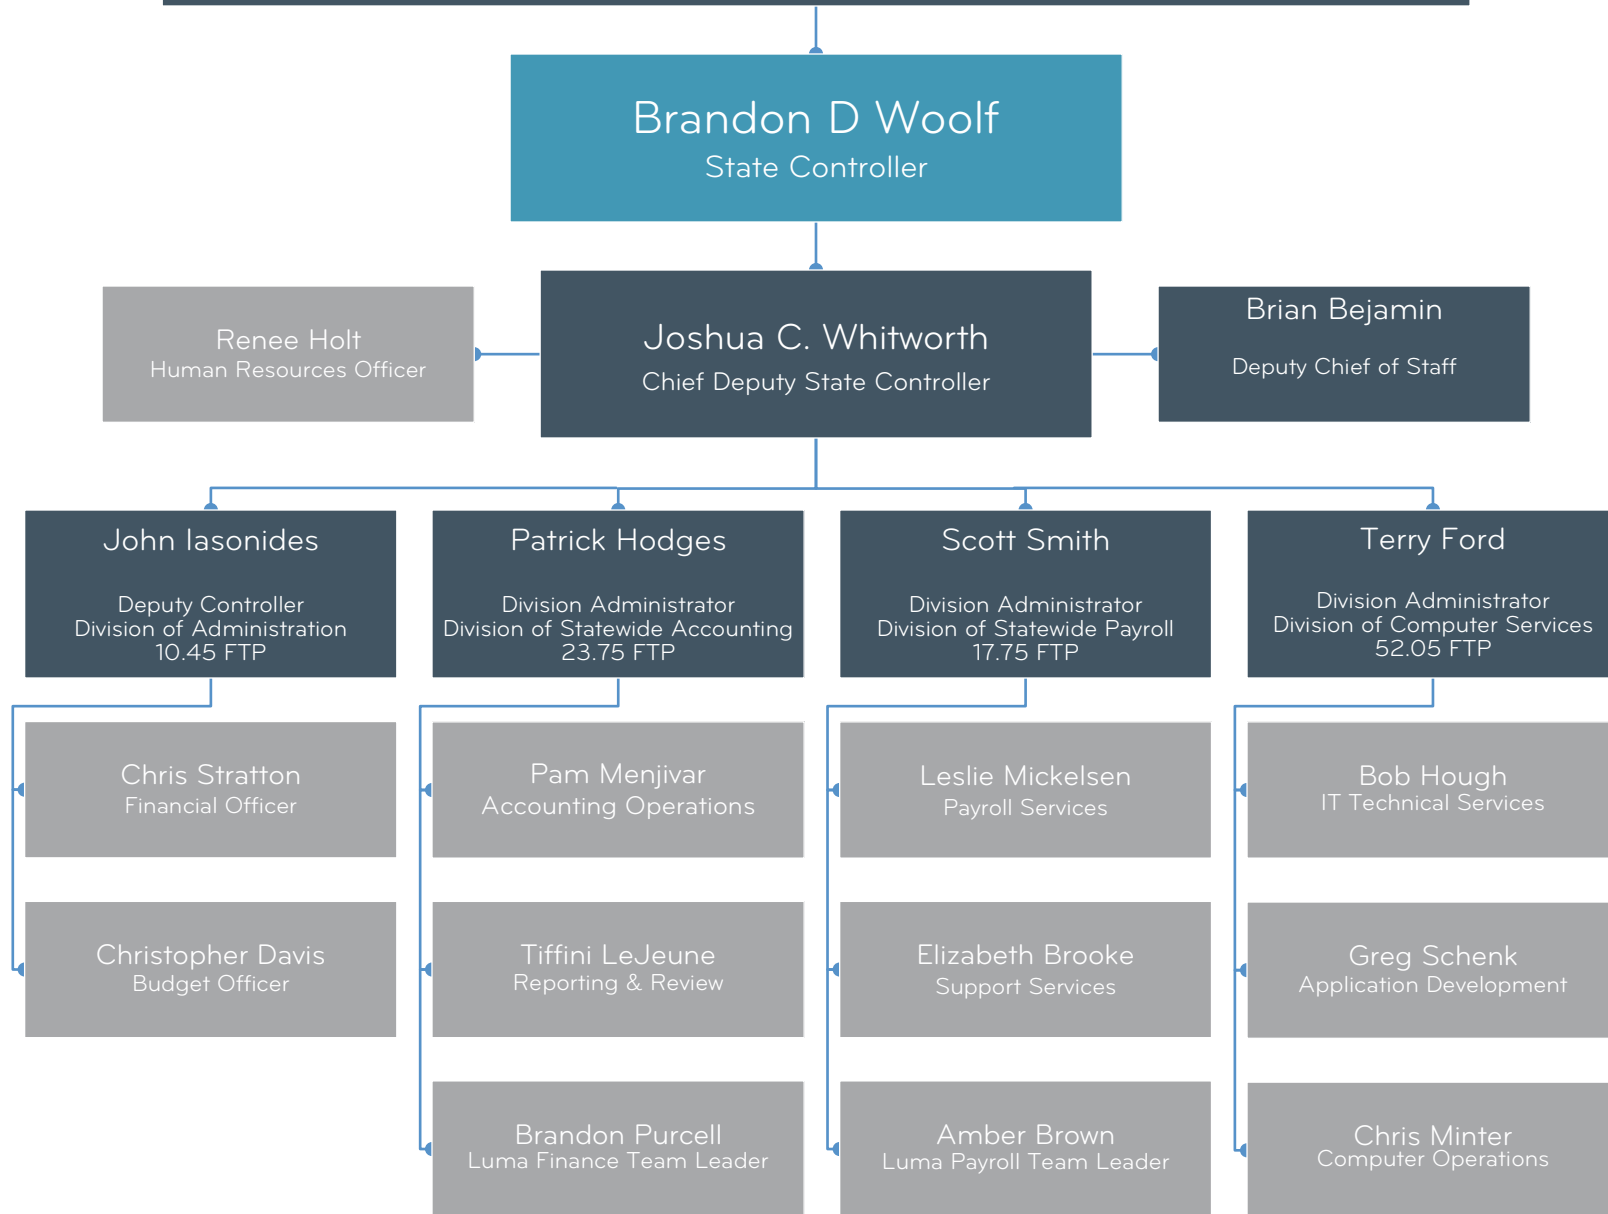 Brandon D Woolf
State Controller
Renee Holt
Human Resources Officer
Joshua C. Whitworth
Chief Deputy State Controller
Brian Bejamin
Deputy Chief of Staff
John Iasonides
Deputy Controller
Division of Administration
10.45 FTP
Patrick Hodges
Division Administrator
Division of Statewide Accounting
23.75 FTP
Scott Smith
Division Administrator
Division of Statewide Payroll
17.75 FTP
Terry Ford
Division Administrator
Division of Computer Services
52.05 FTP
Chris Stratton
Financial Officer
Pam Menjivar
Accounting Operations
Leslie Mickelsen
Payroll Services
Bob Hough
IT Technical Services
Christopher Davis
Budget Officer
Tiffini LeJeune
Reporting & Review
Elizabeth Brooke
Support Services
Greg Schenk
Application Development
Brandon Purcell
Luma Finance Team Leader
Amber Brown
Luma Payroll Team Leader
Chris Minter
Computer Operations